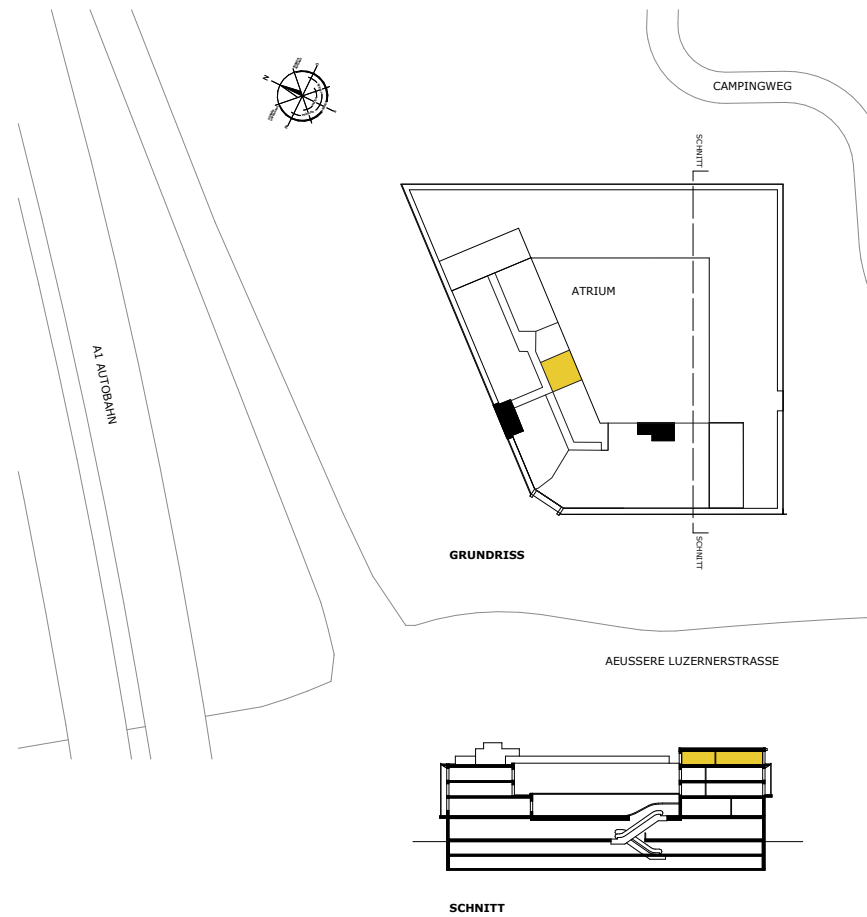 CAMPINGWEG
N
SCHNITT
ATRIUM
A1 AUTOBAHN
GRUNDRISS
SCHNITT
AEUSSERE LUZERNERSTRASSE
SCHNITT